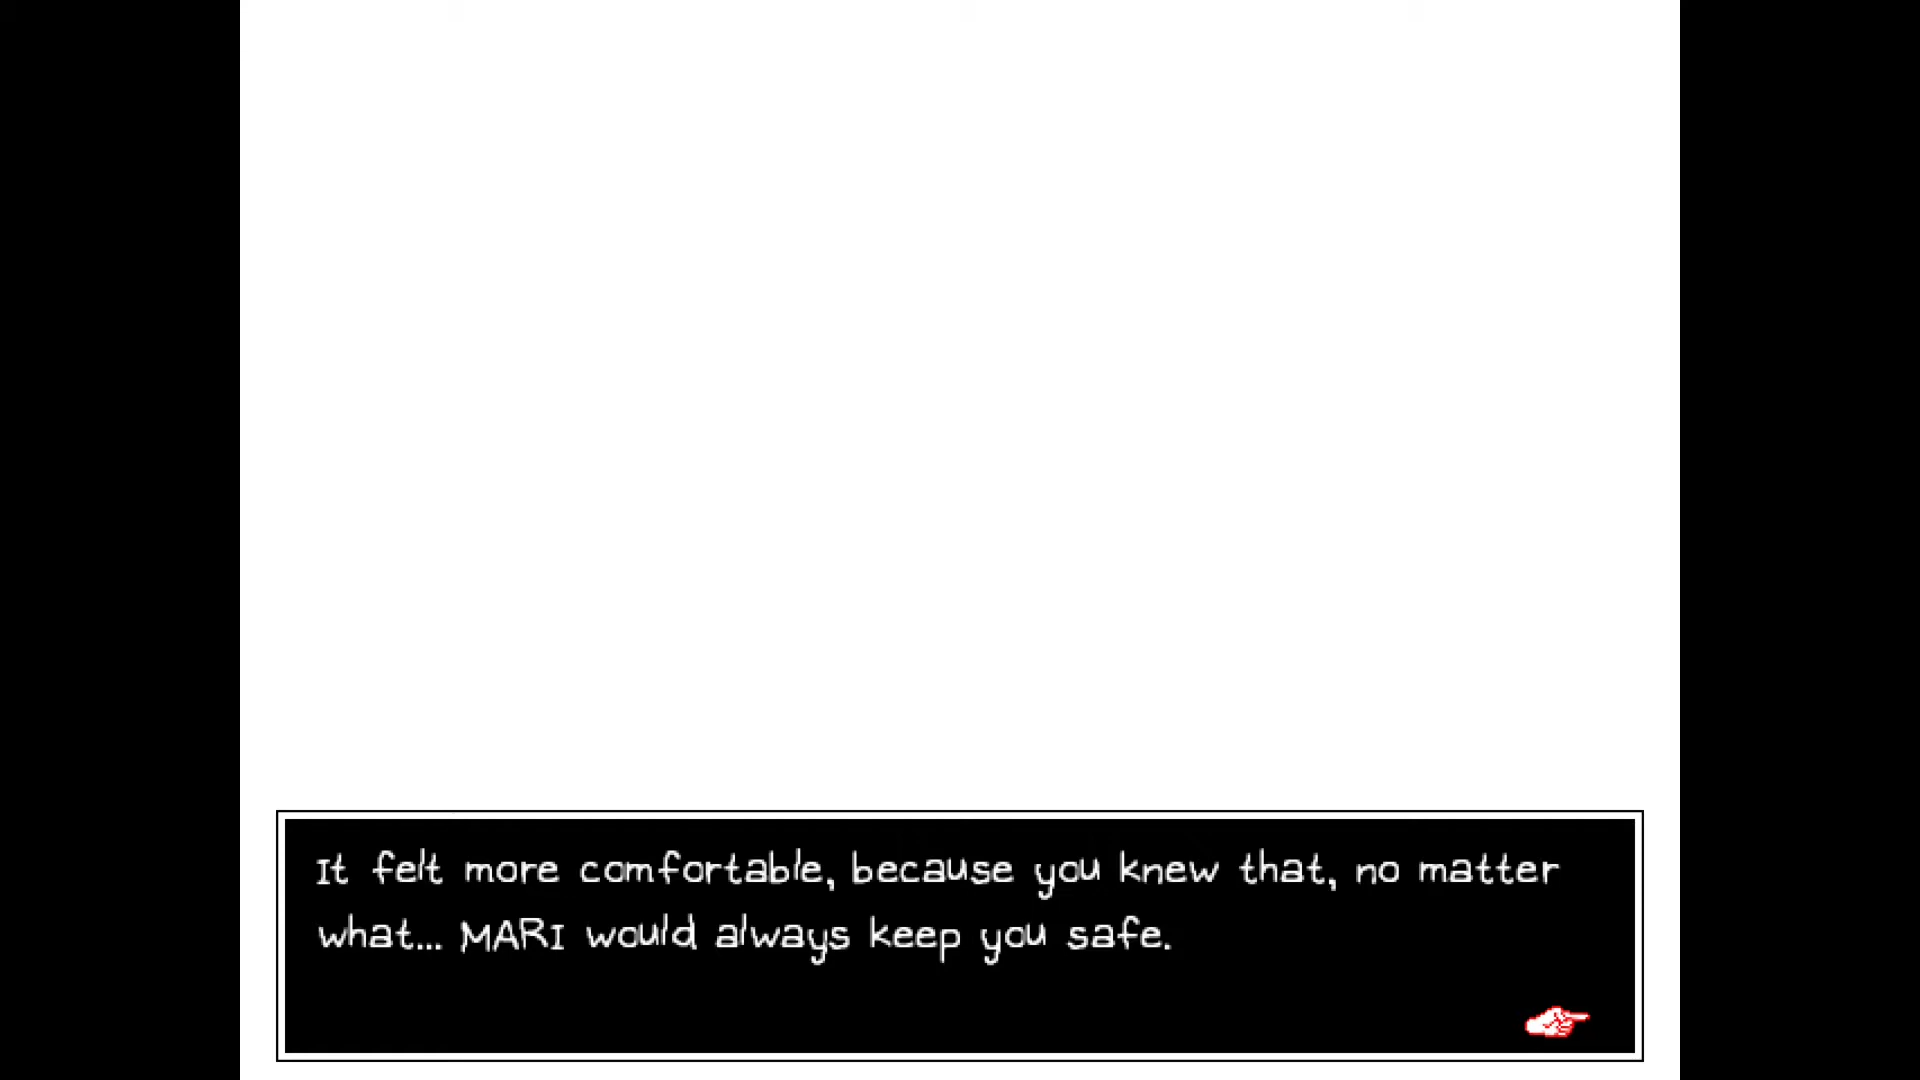 It felt more comfortable, because you knew that, no matter
what... MARI would always keep you safe.